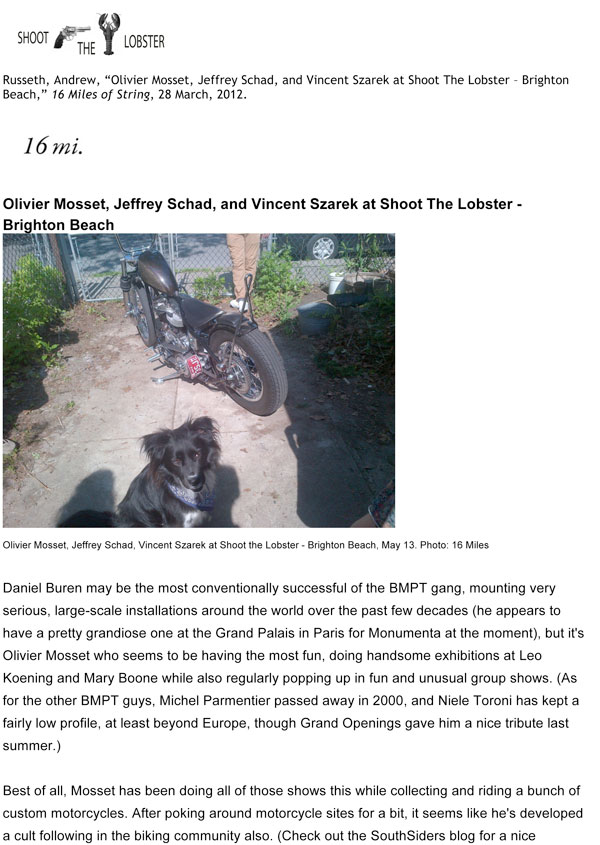 SHOOT THE LOBSTER
Russeth, Andrew, “Olivier Mosset, Jeffrey Schad, and Vincent Szarek at Shoot The Lobster – Brighton
Beach,” 16 Miles of String, 28 March, 2012.
16 mi.
Olivier Mosset, Jeffrey Schad, and Vincent Szarek at Shoot The Lobster -
Brighton Beach
Olivier Mosset, Jeffrey Schad, Vincent Szarek at Shoot the Lobster - Brighton Beach, May 13. Photo: 16 Miles
Daniel Buren may be the most conventionally successful of the BMPT gang, mounting very
serious, large-scale installations around the world over the past few decades (he appears to
have a pretty grandiose one at the Grand Palais in Paris for Monumenta at the moment), but it's
Olivier Mosset who seems to be having the most fun, doing handsome exhibitions at Leo
Koening and Mary Boone while also regularly popping up in fun and unusual group shows. (As
for the other BMPT guys, Michel Parmentier passed away in 2000, and Niele Toroni has kept a
fairly low profile, at least beyond Europe, though Grand Openings gave him a nice tribute last
summer.)
Best of all, Mosset has been doing all of those shows this while collecting and riding a bunch of
custom motorcycles. After poking around motorcycle sites for a bit, it seems like he's developed
a cult following in the biking community also. (Check out the SouthSiders blog for a nice